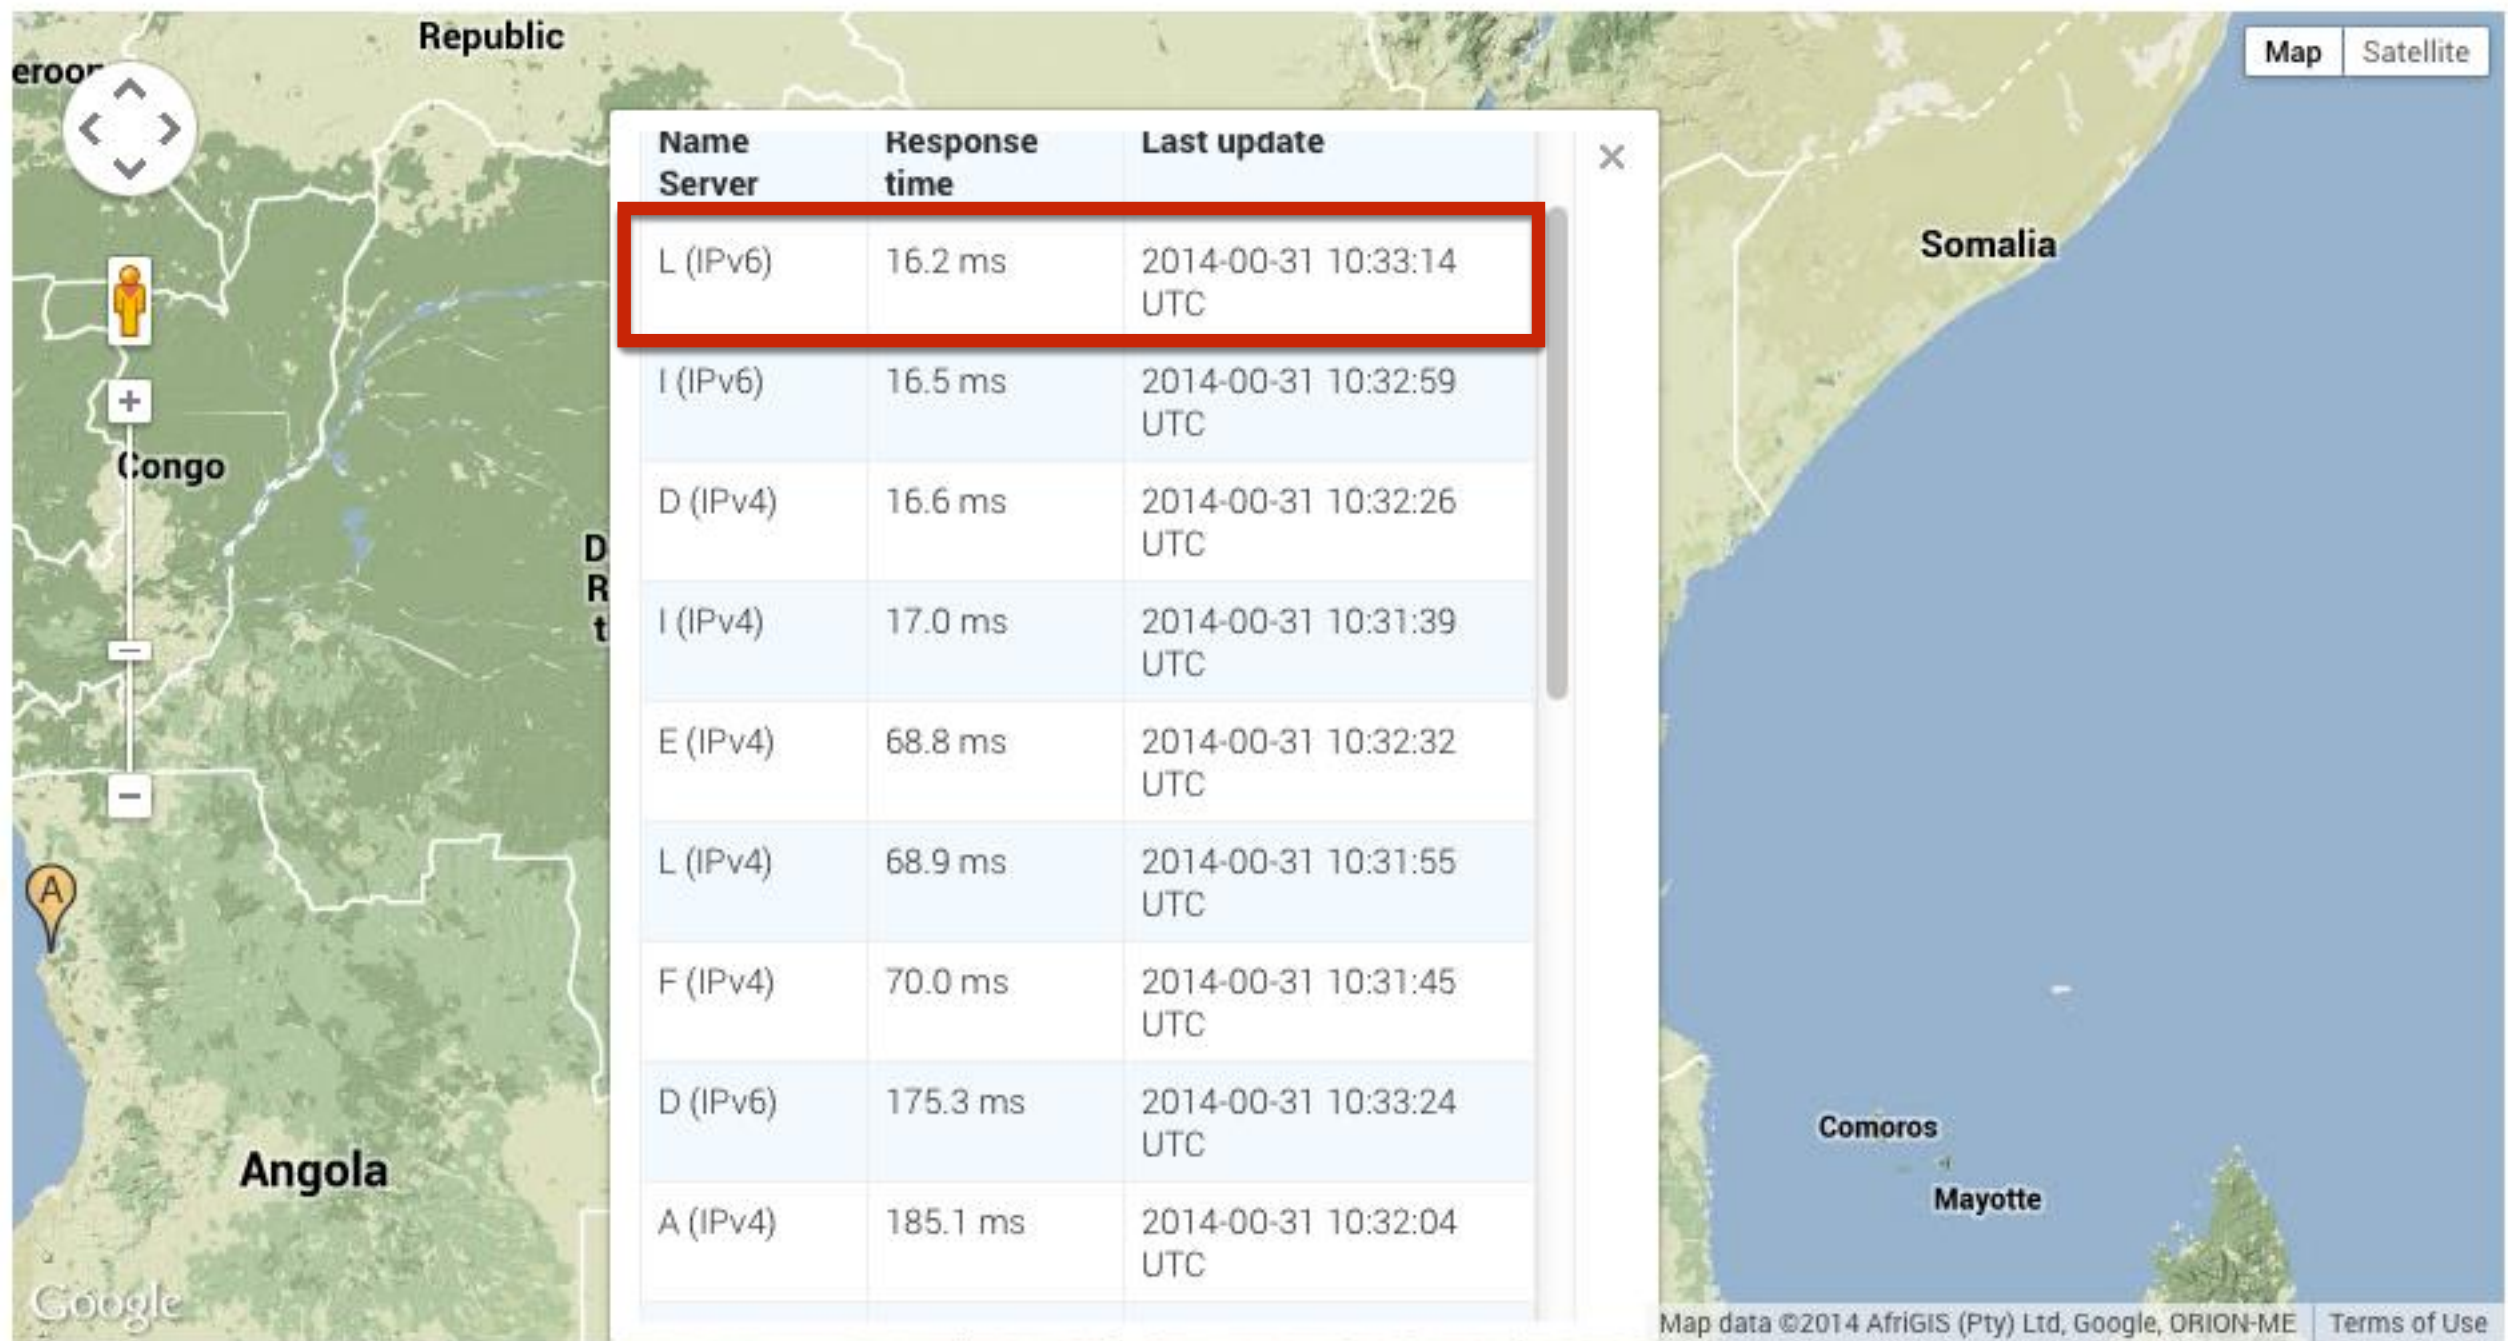 Republic
Map Satellite
Name Server Response time Last update
L (IPv6) 16.2 ms 2014-00-31 10:33:14 UTC
I (IPv6) 16.5 ms 2014-00-31 10:32:59 UTC
D (IPv4) 16.6 ms 2014-00-31 10:32:26 UTC
I (IPv4) 17.0 ms 2014-00-31 10:31:39 UTC
E (IPv4) 68.8 ms 2014-00-31 10:32:32 UTC
L (IPv4) 68.9 ms 2014-00-31 10:31:55 UTC
F (IPv4) 70.0 ms 2014-00-31 10:31:45 UTC
D (IPv6) 175.3 ms 2014-00-31 10:33:24 UTC
A (IPv4) 185.1 ms 2014-00-31 10:32:04 UTC
eroor
Somalia
Congo
D
R
t
A
Angola
Comoros
Mayotte
Google
Map data ©2014 AfriGIS (Pty) Ltd, Google, ORION-ME Terms of Use